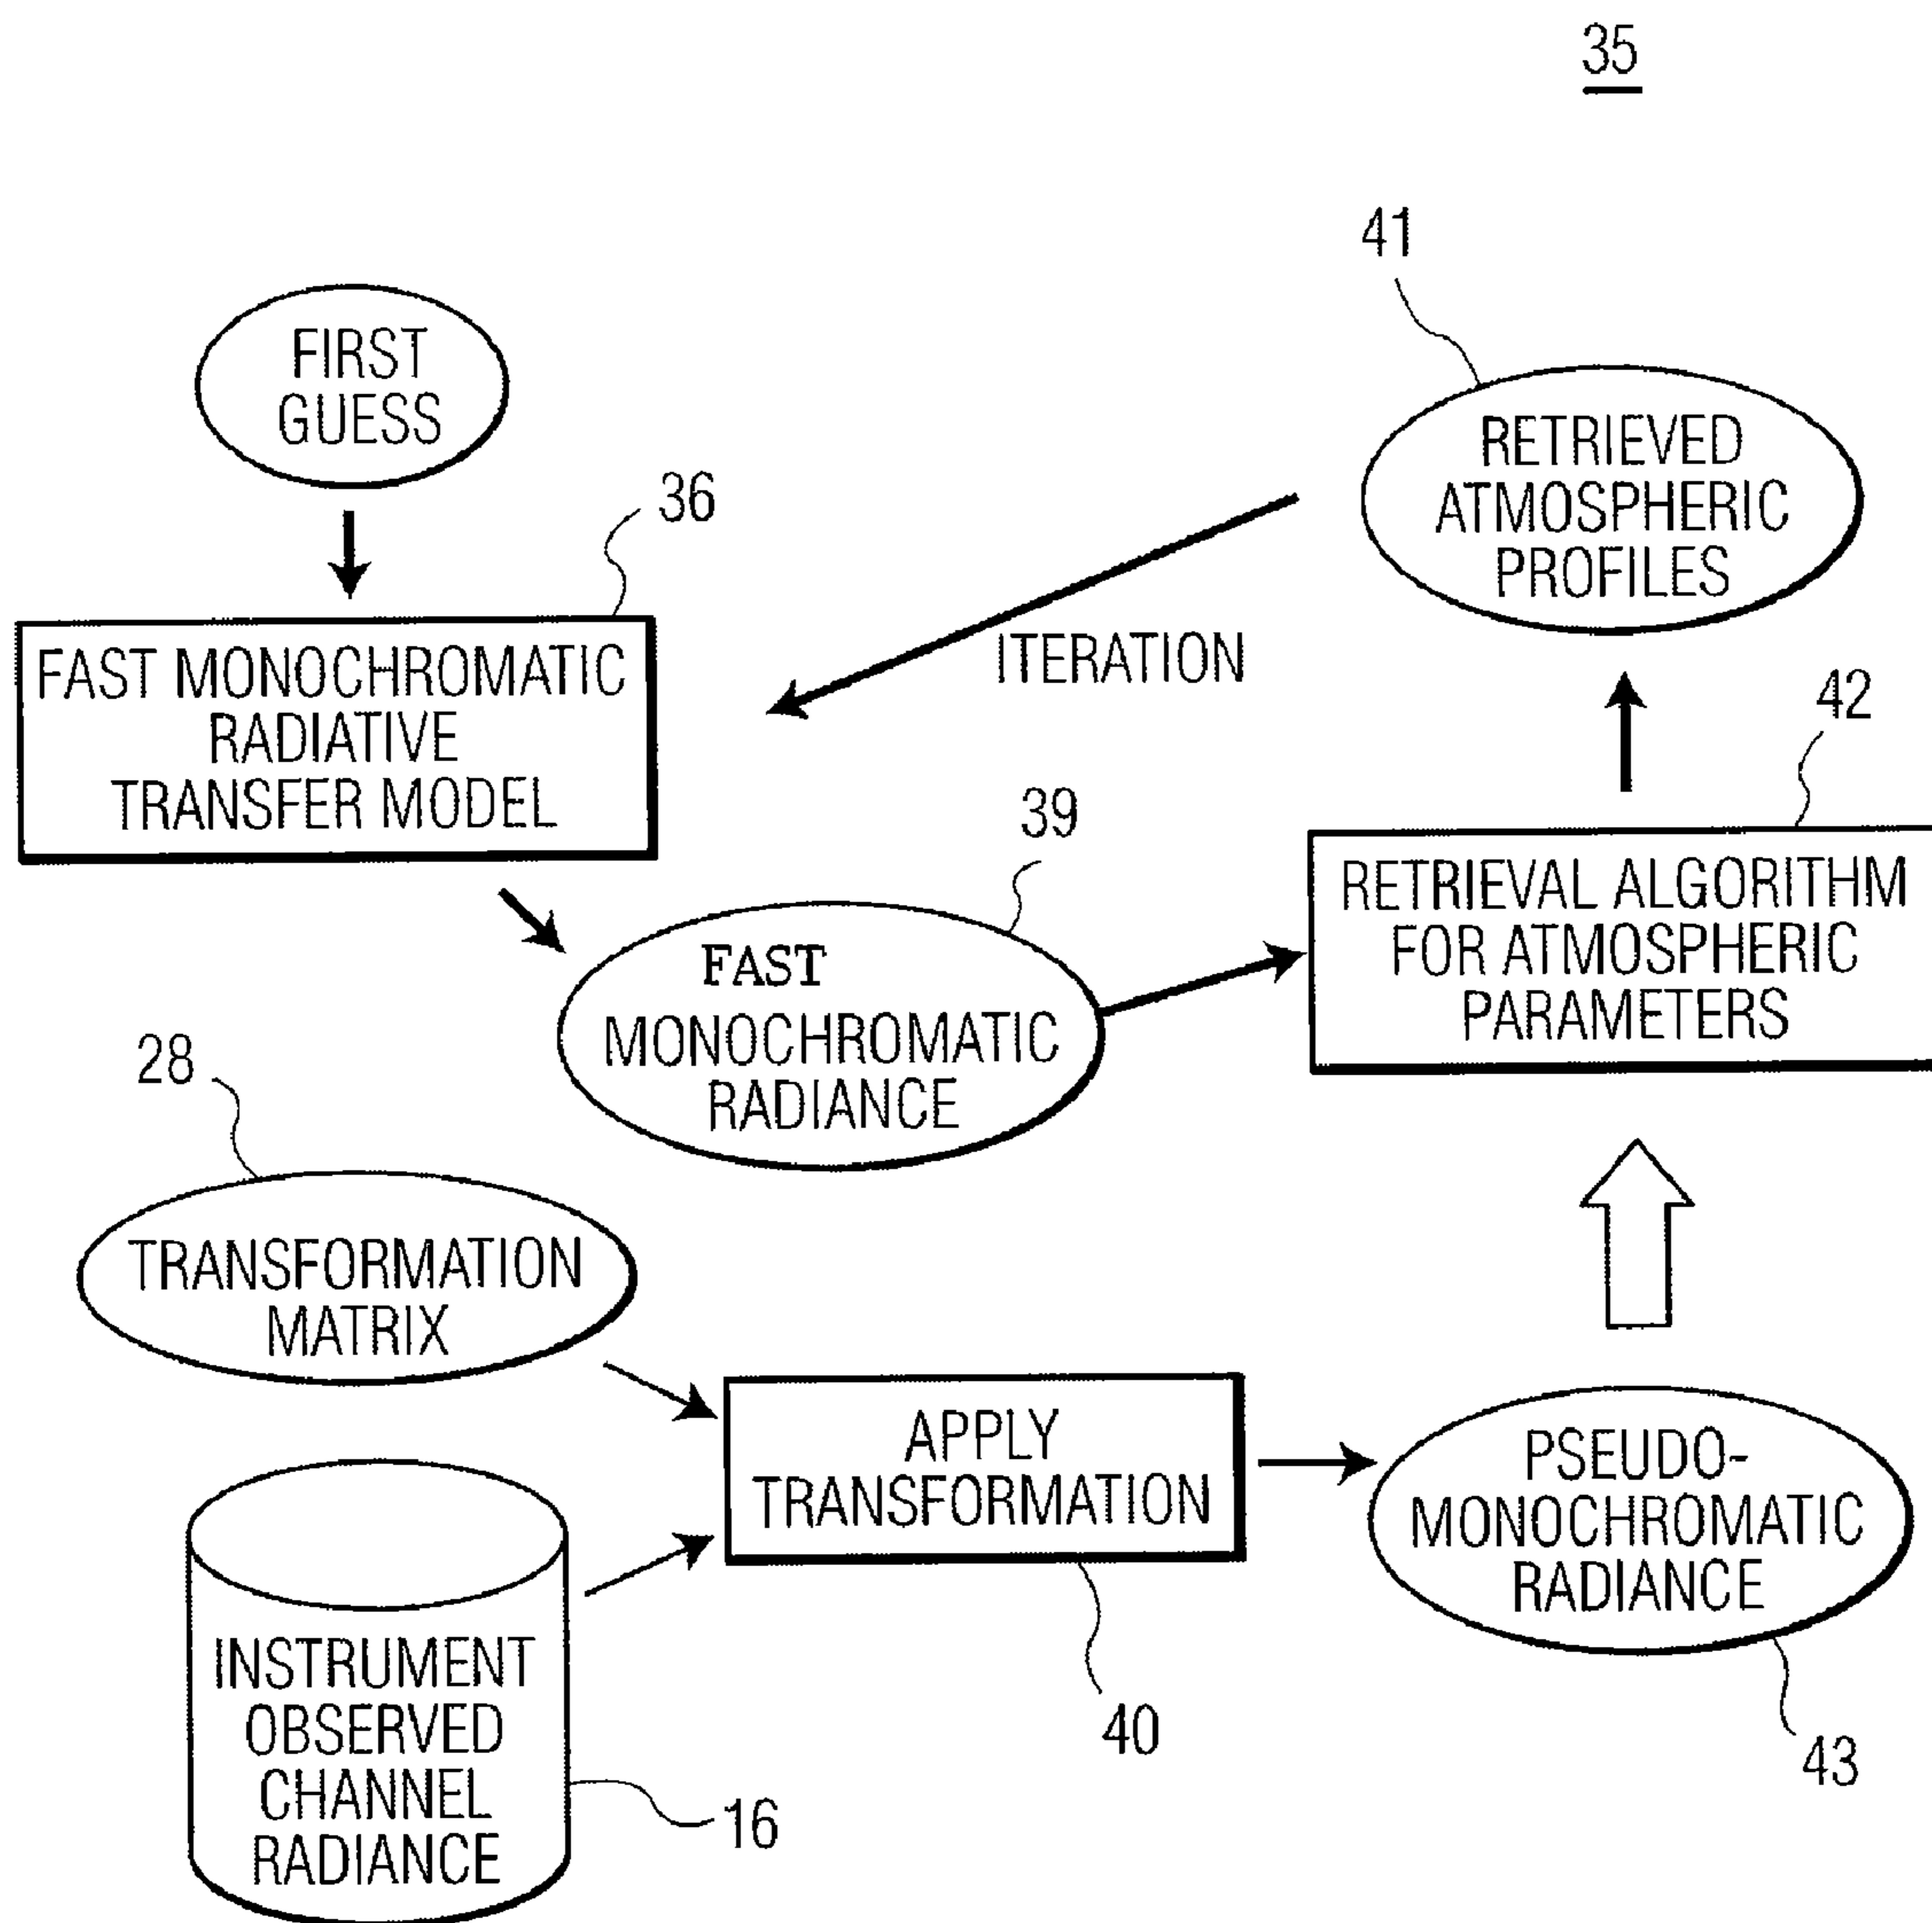 35
41
FIRST
GUESS
RETRIEVED
ATMOSPHERIC
PROFILES
36
ITERATION
FAST MONOCHROMATIC
RADIATIVE
TRANSFER MODEL
42
39
RETRIEVAL ALGORITHM
FOR ATMOSPHERIC
PARAMETERS
FAST
MONOCHROMATIC
RADIANCE
28
TRANSFORMATION
MATRIX
APPLY
TRANSFORMATION
PSEUDO-
MONOCHROMATIC
RADIANCE
INSTRUMENT
OBSERVED
CHANNEL
RADIANCE
40
43
16